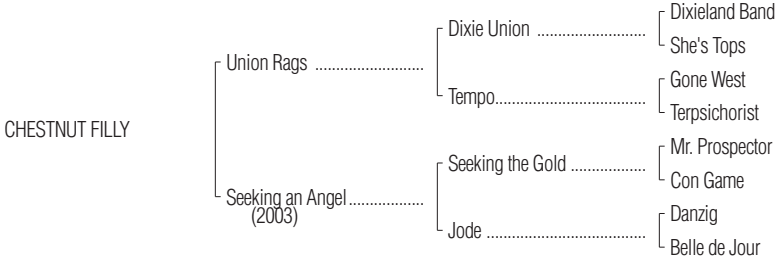 Dixieland Band
Dixie Union ..........................
She's Tops
Union Rags ..........................
Gone West
Tempo....................................
Terpsichorist
CHESTNUT FILLY
Mr. Prospector
Seeking the Gold ..................
Con Game
Seeking an Angel..................
(2003)
Danzig
Jode ......................................
Belle de Jour